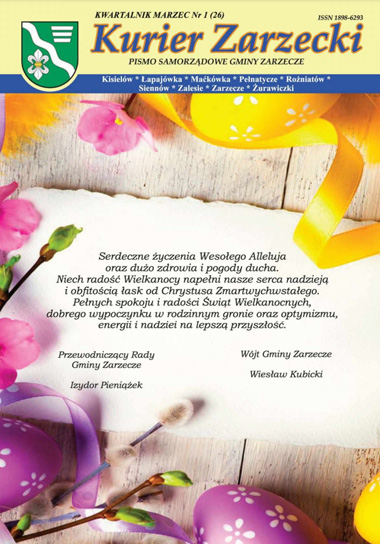 KWARTALNIK MARZEC Nr 1 (26)
ISSN 1898-6293
Kurier Zarzecki
PISMO SAMORZĄDOWE GMINY ZARZECZE
Kisielów * Łapajówka * Maćkówka * Pełnatycze * Rożniatów *
Siennów * Zalesie * Zarzecze * Żurawiczki
Serdeczne życzenia Wesołego Alleluja
oraz dużo zdrowia i pogody ducha.
Niech radość Wielkanocy napełni nasze serca nadzieją
i obfitością łask od Chrystusa Zmartwychwstałego.
Pełnych spokoju i radości Świąt Wielkanocnych,
dobrego wypoczynku w rodzinnym gronie oraz optymizmu,
energii i nadziei na lepszą przyszłość.
Przewodniczący Rady
Gminy Zarzecze
Izydor Pieniążek
Wójt Gminy Zarzecze
Wiesław Kubicki